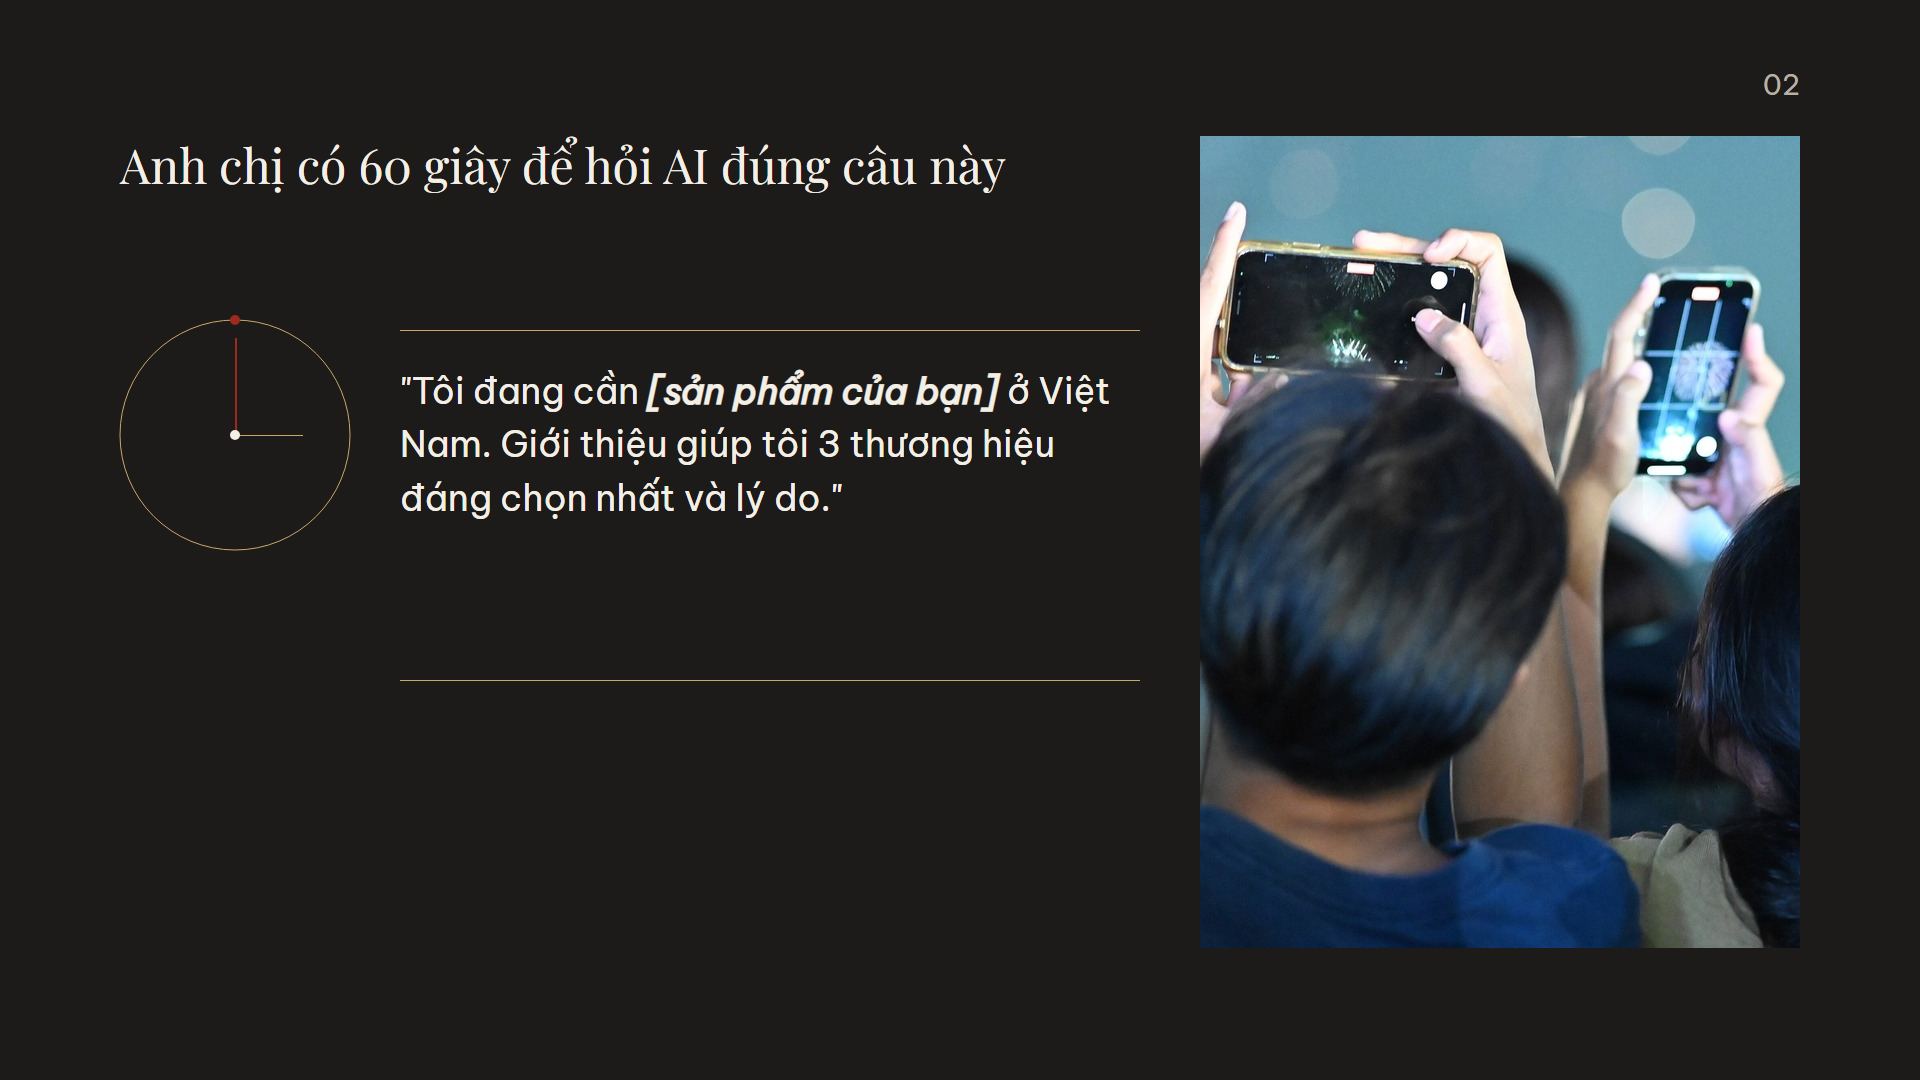 02
Anh chị có 60 giây để hỏi AI đúng câu này
"Tôi đang cần [sản phẩm của bạn] ở Việt
Nam. Giới thiệu giúp tôi 3 thương hiệu
đáng chọn nhất và lý do."